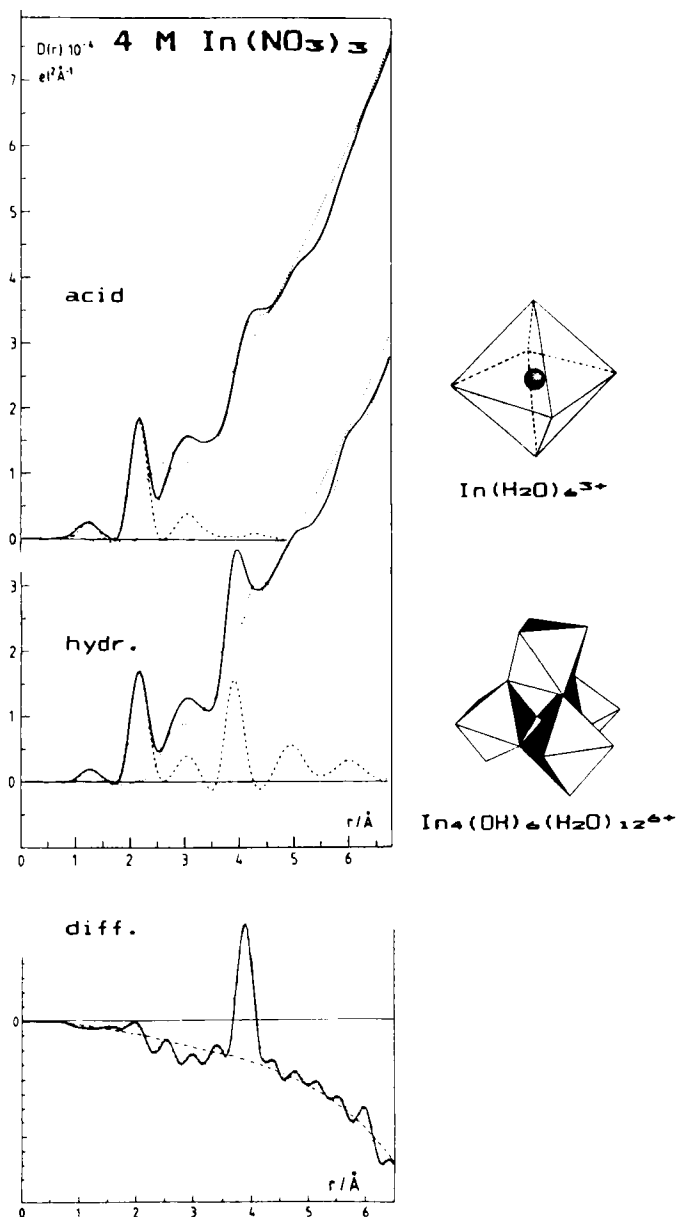 D(r) 10⁻⁴ 4 M In(NO₃)₃
el²Å⁻¹
7
6
5
4
3
2
1
0
acid
In(H₂O)₆³⁺
3
2
1
0
hydr.
r/Å
0 1 2 3 4 5 6
In₄(OH)₆(H₂O)₁₂⁶⁺
diff.
0
r/Å
0 1 2 3 4 5 6